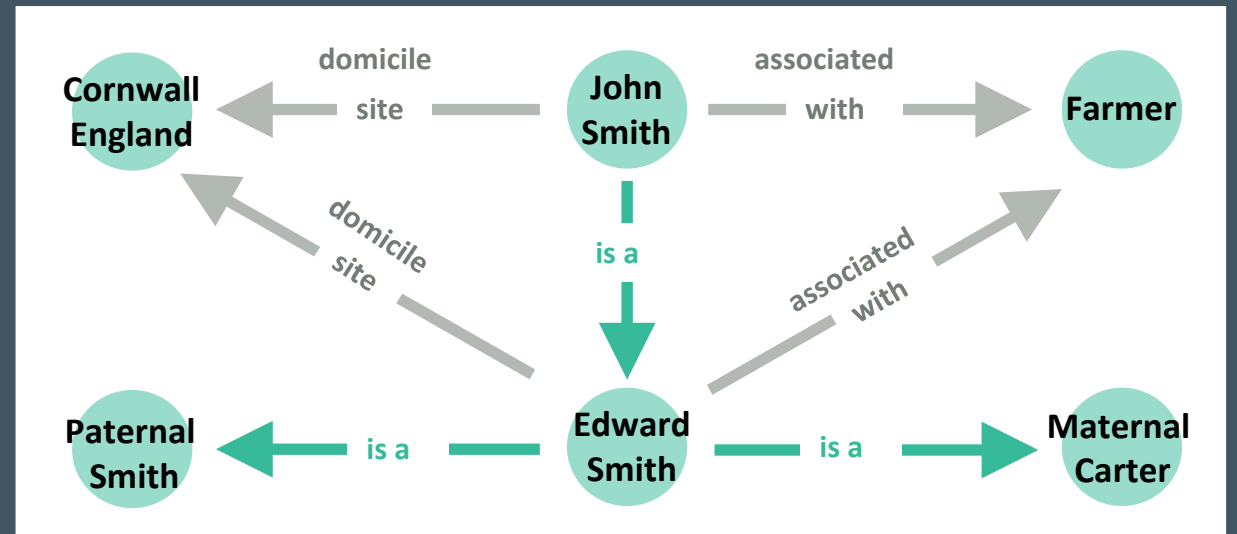 domicile
site
associated
with
Cornwall
England
John
Smith
Farmer
domicile
site
is a
associated
with
Paternal
Smith
is a
Edward
Smith
is a
Maternal
Carter